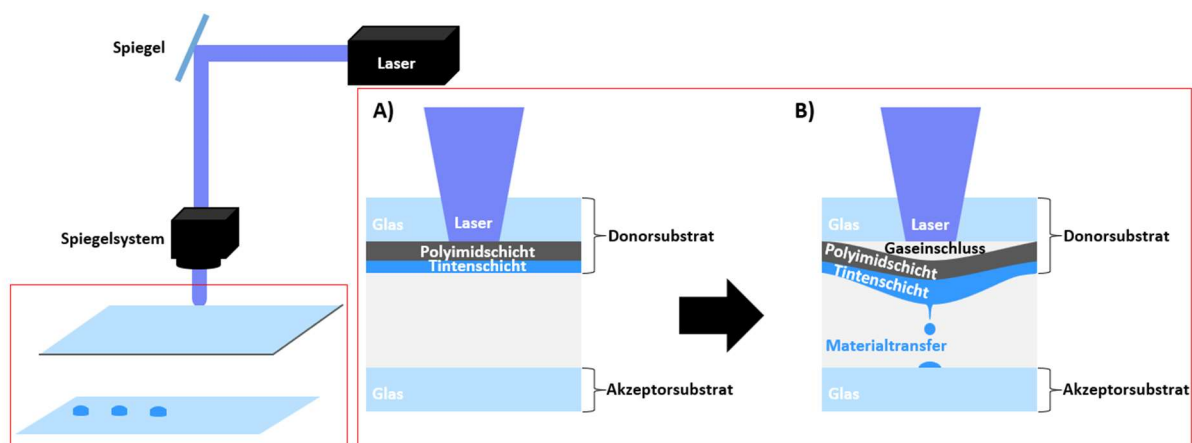 Spiegel
Laser
Spiegelsystem
A)
Glas
Laser
Polyimidschicht
Tintenschicht
Donorsubstrat
Glas
Akzeptorsubstrat
B)
Glas
Laser
Gaseinschluss
Polyimidschicht
Tintenschicht
Donorsubstrat
Materialtransfer
Glas
Akzeptorsubstrat